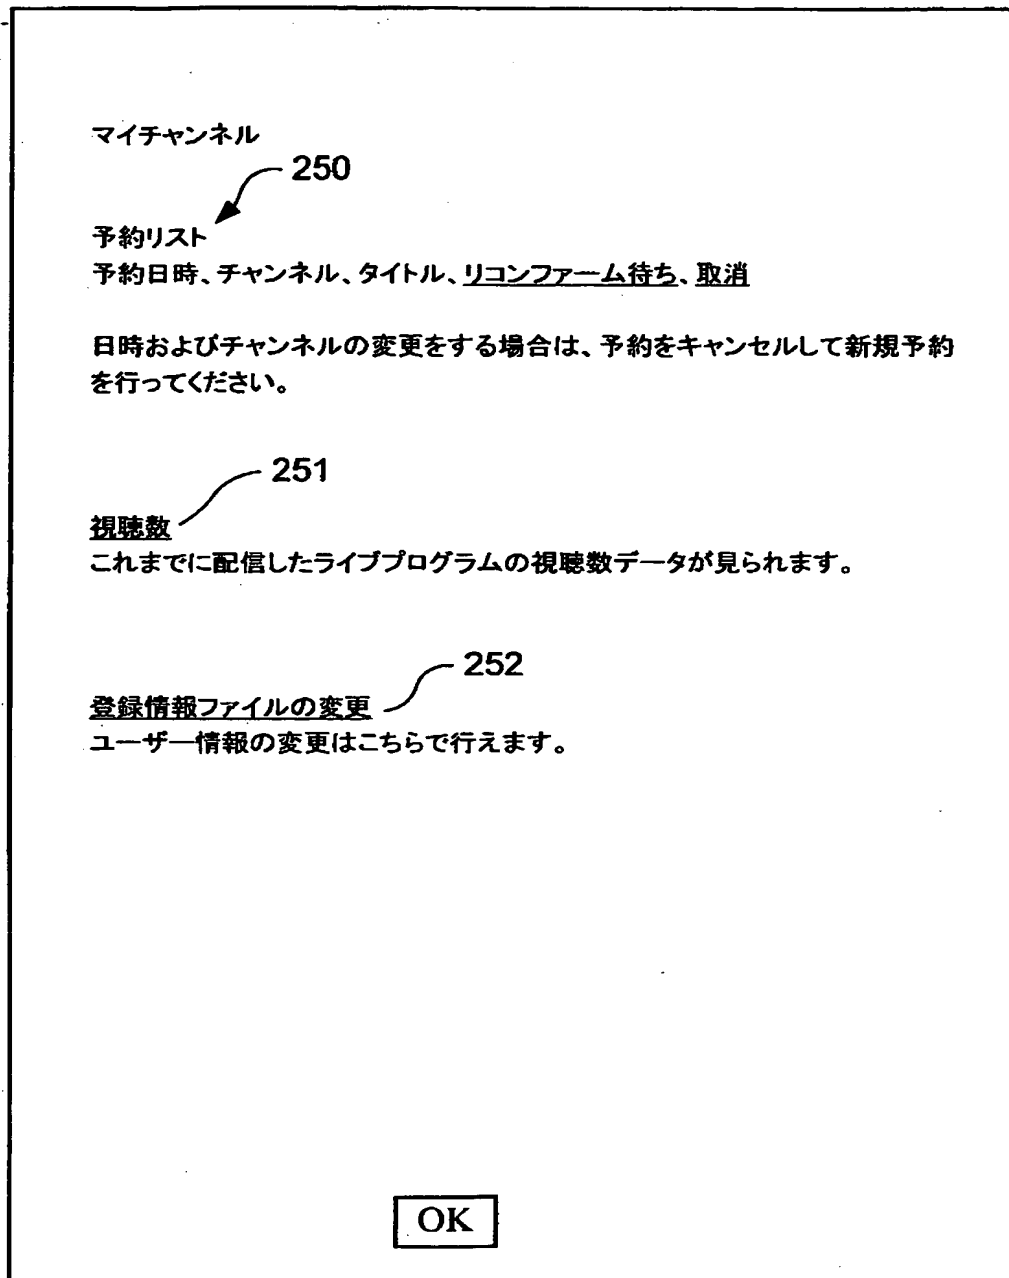 マイチャンネル
250
予約リスト
予約日時、チャンネル、タイトル、リコンファーム待ち、取消
日時およびチャンネルの変更をする場合は、予約をキャンセルして新規予約
を行ってください。
251
視聴数
これまでに配信したライブプログラムの視聴数データが見られます。
252
登録情報ファイルの変更
ユーザー情報の変更はこちらで行えます。
OK